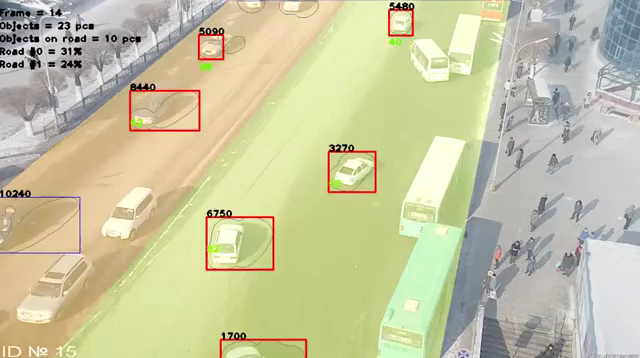 Frame = 14
Objects = 23 pcs
Objects on road = 10 pcs
Road #0 = 31%
Road #1 = 24%
5480
5090
8440
3270
10240
6750
1700
ID № 15